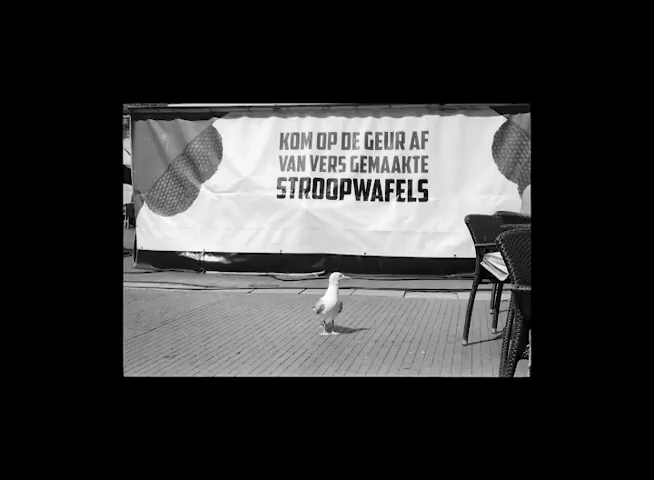 KOM OP DE GEUR AF
VAN VERS GEMAAKTE
STROOPWAFELS